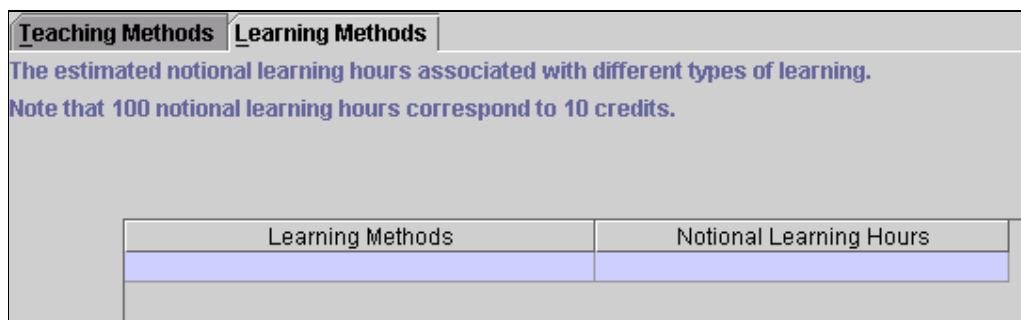 Teaching Methods Learning Methods
The estimated notional learning hours associated with different types of learning.
Note that 100 notional learning hours correspond to 10 credits.
Learning Methods Notional Learning Hours